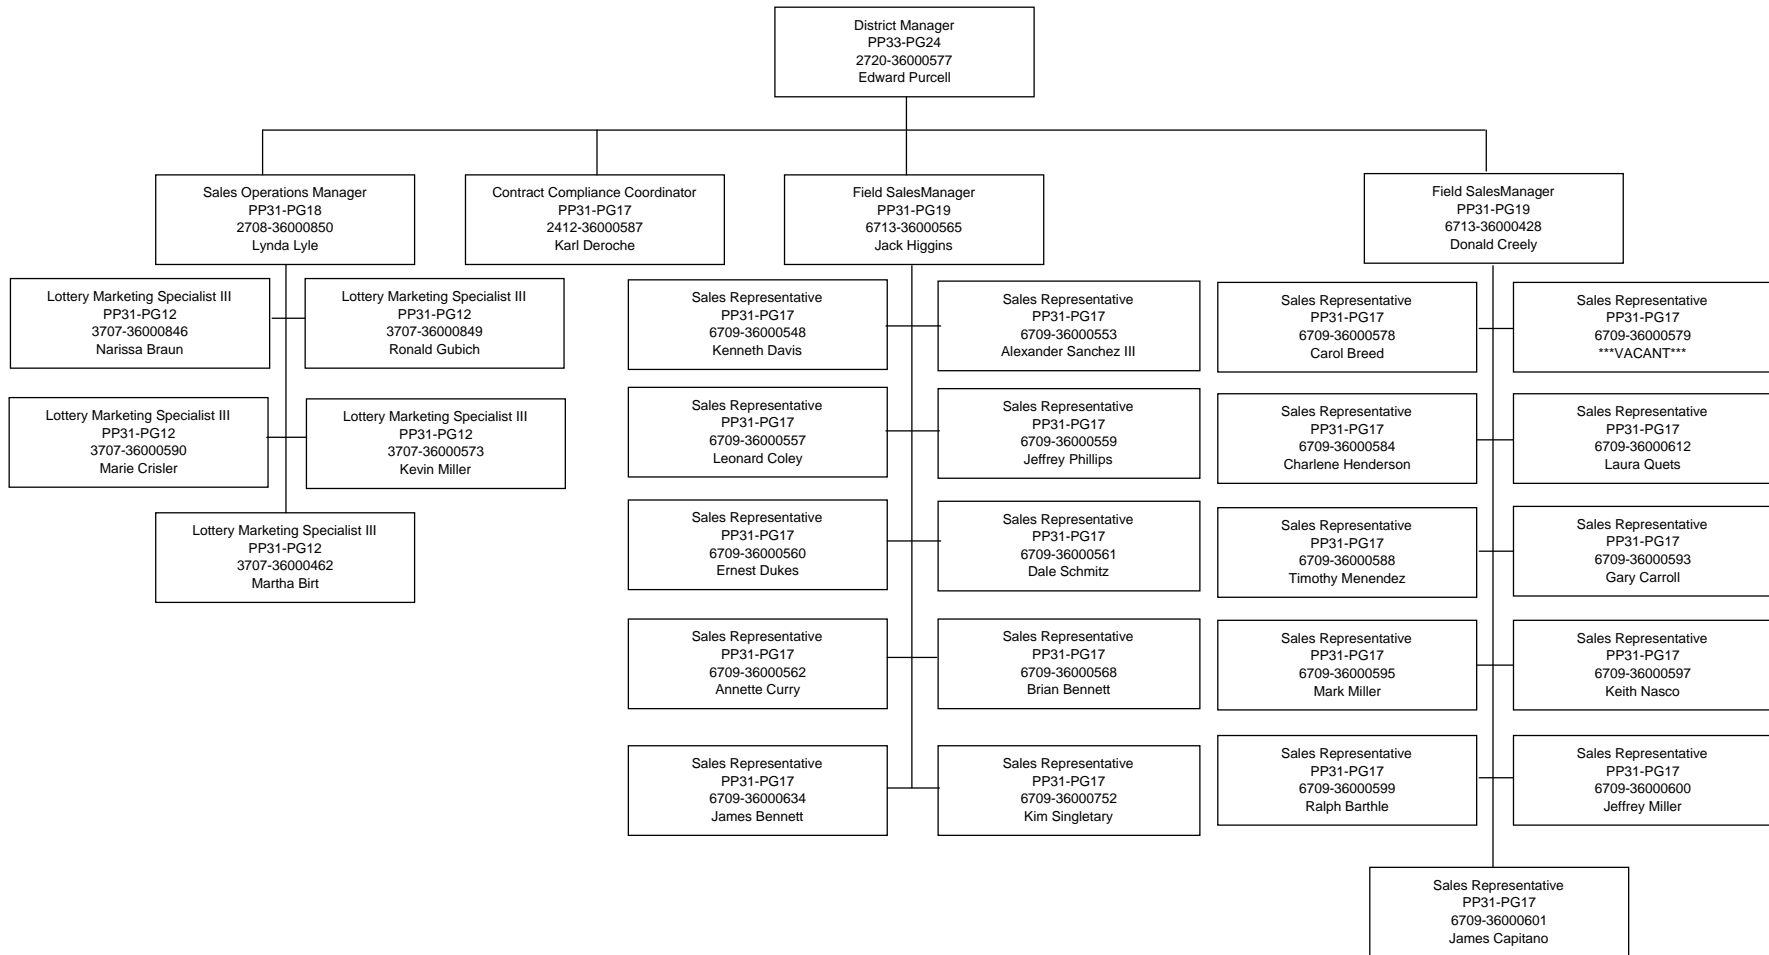 District Manager
PP33-PG24
2720-36000577
Edward Purcell
Sales Operations Manager
PP31-PG18
2708-36000850
Lynda Lyle
Contract Compliance Coordinator
PP31-PG17
2412-36000587
Karl Deroche
Field SalesManager
PP31-PG19
6713-36000565
Jack Higgins
Field SalesManager
PP31-PG19
6713-36000428
Donald Creely
Lottery Marketing Specialist III
PP31-PG12
3707-36000846
Narissa Braun
Lottery Marketing Specialist III
PP31-PG12
3707-36000849
Ronald Gubich
Lottery Marketing Specialist III
PP31-PG12
3707-36000590
Marie Crisler
Lottery Marketing Specialist III
PP31-PG12
3707-36000573
Kevin Miller
Lottery Marketing Specialist III
PP31-PG12
3707-36000462
Martha Birt
Sales Representative
PP31-PG17
6709-36000548
Kenneth Davis
Sales Representative
PP31-PG17
6709-36000553
Alexander Sanchez III
Sales Representative
PP31-PG17
6709-36000557
Leonard Coley
Sales Representative
PP31-PG17
6709-36000559
Jeffrey Phillips
Sales Representative
PP31-PG17
6709-36000560
Ernest Dukes
Sales Representative
PP31-PG17
6709-36000561
Dale Schmitz
Sales Representative
PP31-PG17
6709-36000562
Annette Curry
Sales Representative
PP31-PG17
6709-36000568
Brian Bennett
Sales Representative
PP31-PG17
6709-36000634
James Bennett
Sales Representative
PP31-PG17
6709-36000752
Kim Singletary
Sales Representative
PP31-PG17
6709-36000578
Carol Breed
Sales Representative
PP31-PG17
6709-36000579
***VACANT***
Sales Representative
PP31-PG17
6709-36000584
Charlene Henderson
Sales Representative
PP31-PG17
6709-36000612
Laura Quets
Sales Representative
PP31-PG17
6709-36000588
Timothy Menendez
Sales Representative
PP31-PG17
6709-36000593
Gary Carroll
Sales Representative
PP31-PG17
6709-36000595
Mark Miller
Sales Representative
PP31-PG17
6709-36000597
Keith Nasco
Sales Representative
PP31-PG17
6709-36000599
Ralph Barthle
Sales Representative
PP31-PG17
6709-36000600
Jeffrey Miller
Sales Representative
PP31-PG17
6709-36000601
James Capitano